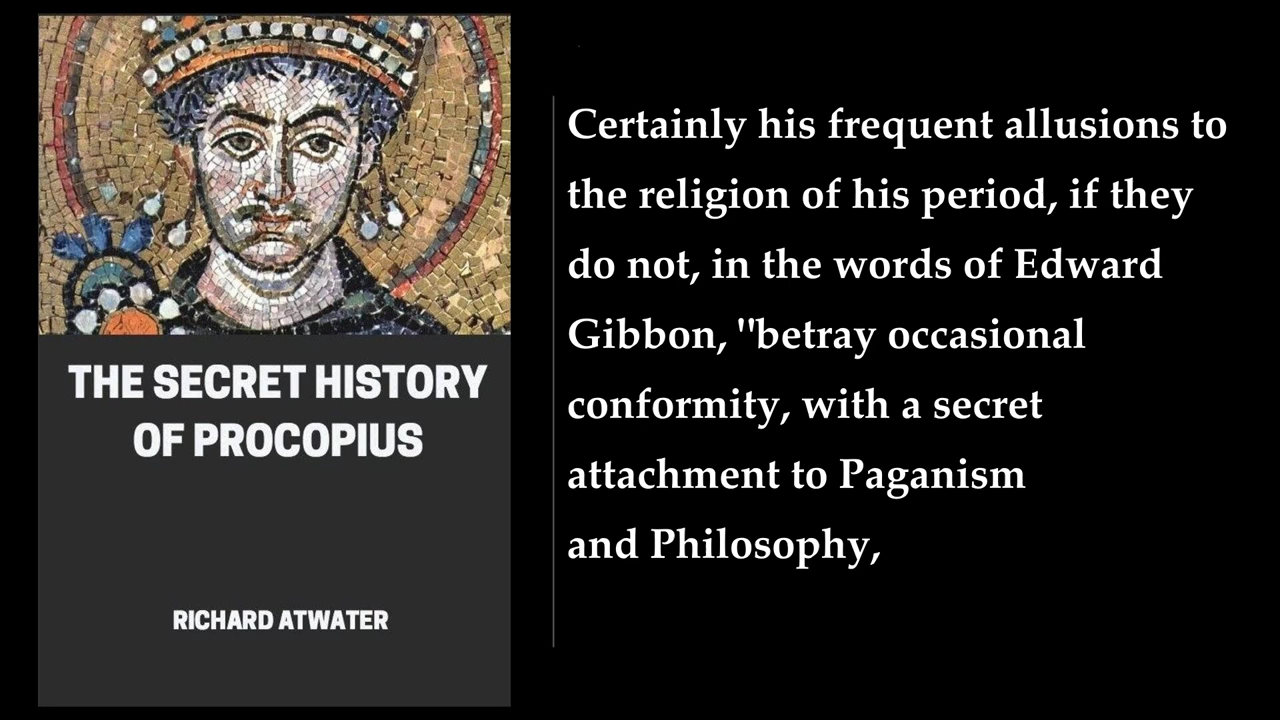 THE SECRET HISTORY
OF PROCOPIUS
RICHARD ATWATER
Certainly his frequent allusions to
the religion of his period, if they
do not, in the words of Edward
Gibbon, "betray occasional
conformity, with a secret
attachment to Paganism
and Philosophy,